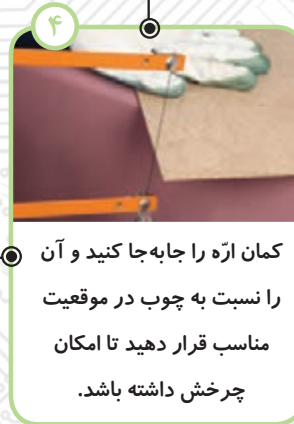 ۴
کمان ارّه را جابه‌جا کنید و آن
را نسبت به چوب در موقعیت
مناسب قرار دهید تا امکان
چرخش داشته باشد.